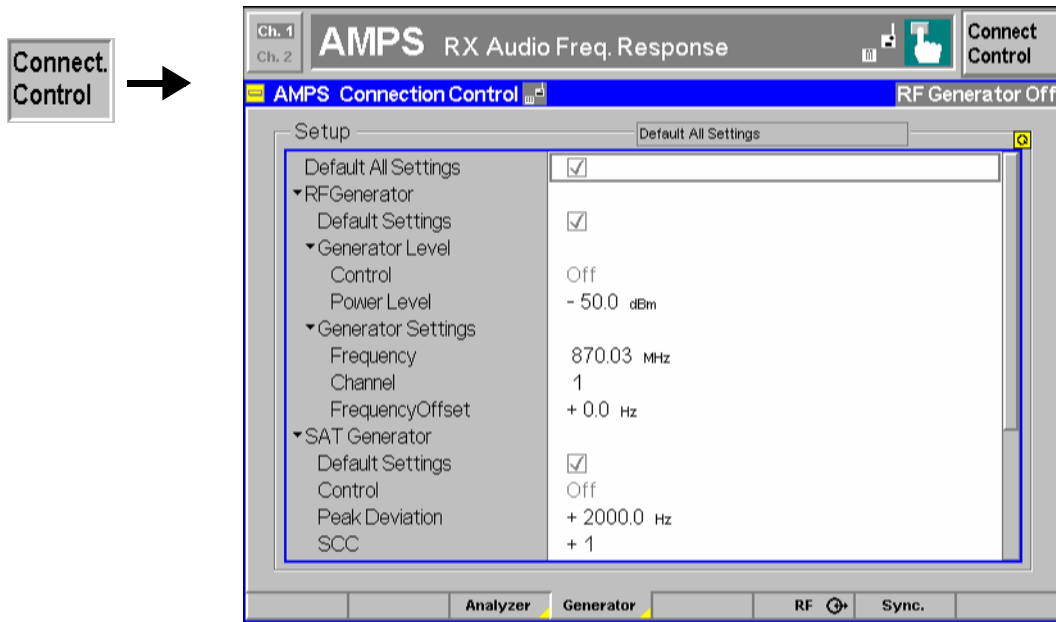 Connect.
Control
Ch. 1
Ch. 2
AMPS RX Audio Freq. Response
Connect
Control
AMPS Connection Control
RF Generator Off
Setup
Default All Settings
Default All Settings
RFGenerator
Default Settings
Generator Level
Control Off
Power Level - 50.0 dBm
Generator Settings
Frequency 870.03 MHz
Channel 1
FrequencyOffset + 0.0 Hz
SAT Generator
Default Settings
Control Off
Peak Deviation + 2000.0 Hz
SCC + 1
Analyzer Generator RF Sync.